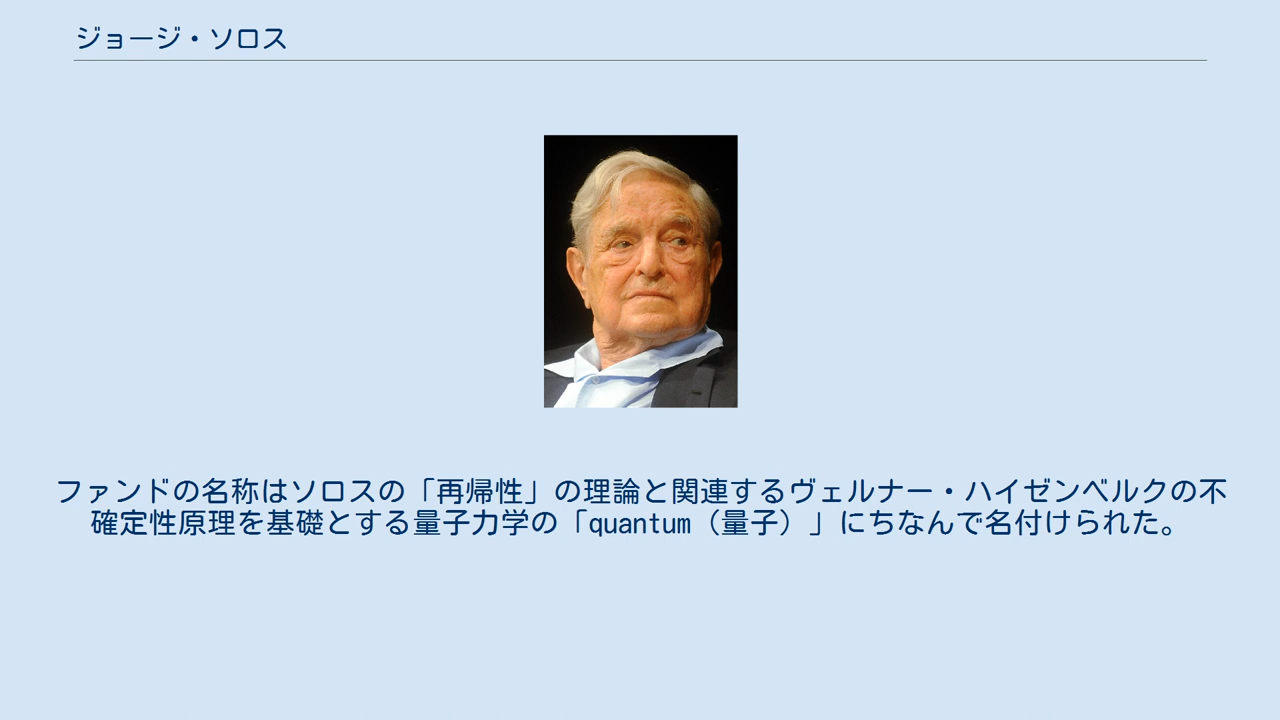 ジョージ・ソロス
ファンドの名称はソロスの「再帰性」の理論と関連するヴェルナー・ハイゼンベルクの不
確定性原理を基礎とする量子力学の「quantum（量子）」にちなんで名付けられた。